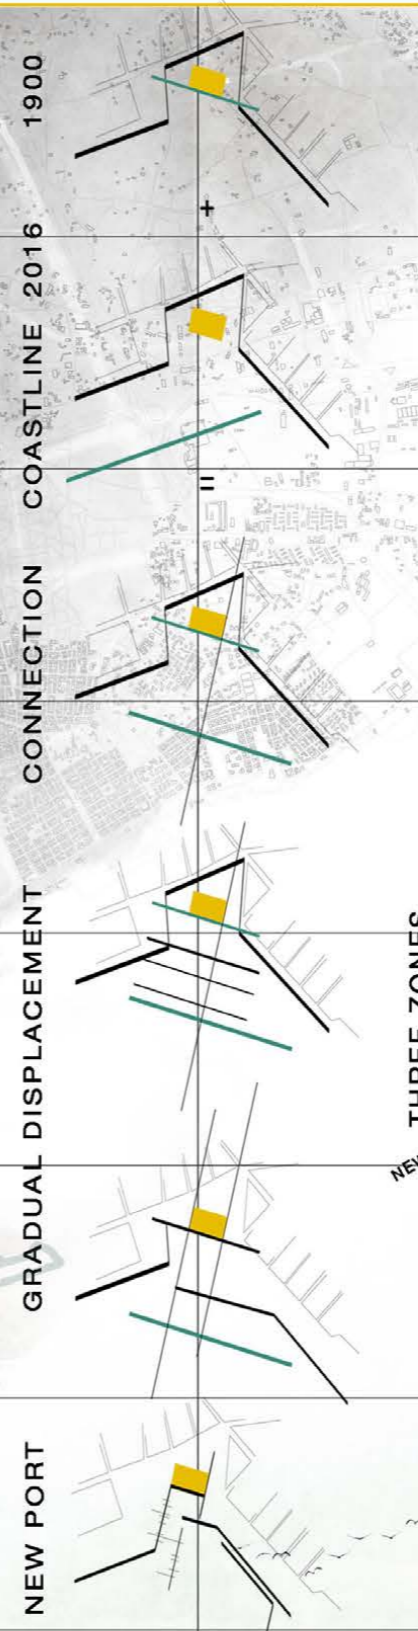 1900
+
COASTLINE 2016
=
CONNECTION
GRADUAL DISPLACEMENT
THREE ZONES
NEW PORT